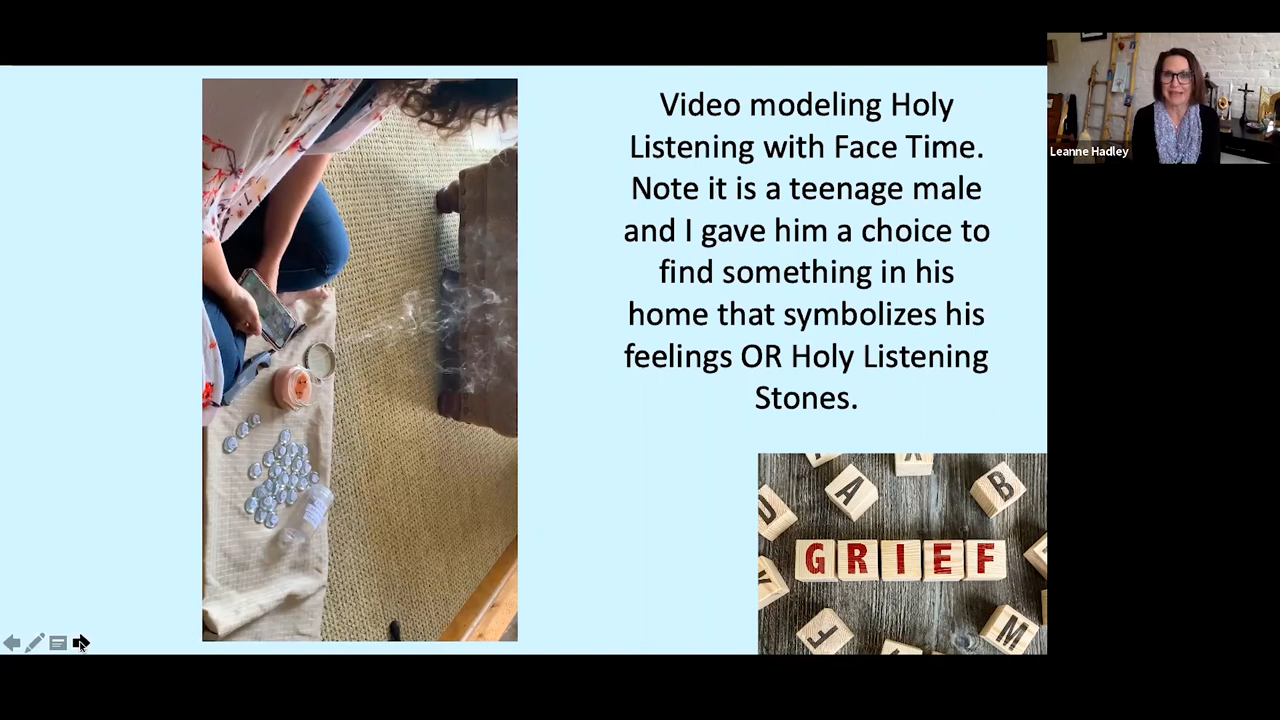 Video modeling Holy
Listening with Face Time.
Note it is a teenage male
and I gave him a choice to
find something in his
home that symbolizes his
feelings OR Holy Listening
Stones.
Leanne Hadley
A
B
GRIEF
M